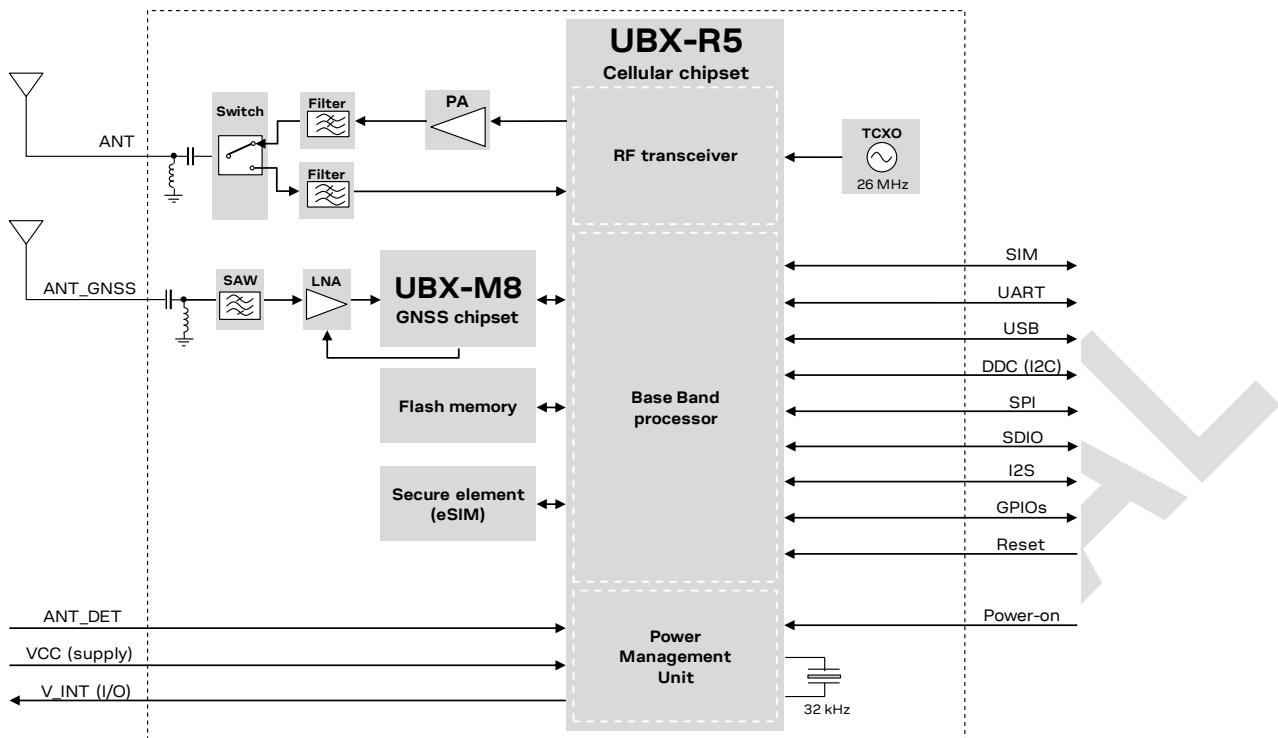 UBX-R5
Cellular chipset
ANT
Switch
Filter
PA
Filter
RF transceiver
TCXO
26 MHz
ANT_GNSS
SAW
LNA
UBX-M8
GNSS chipset
Flash memory
Secure element
(eSIM)
Base Band
processor
SIM
UART
USB
DDC (I2C)
SPI
SDIO
I2S
GPIOs
Reset
ANT_DET
VCC (supply)
V_INT (I/O)
Power
Management
Unit
Power-on
32 kHz
AL